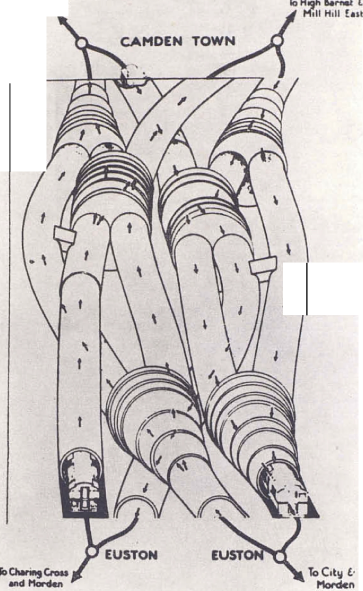 To High Barnet &
Mill Hill East
CAMDEN TOWN
EUSTON
EUSTON
To Charing Cross
and Morden
To City &
Morden